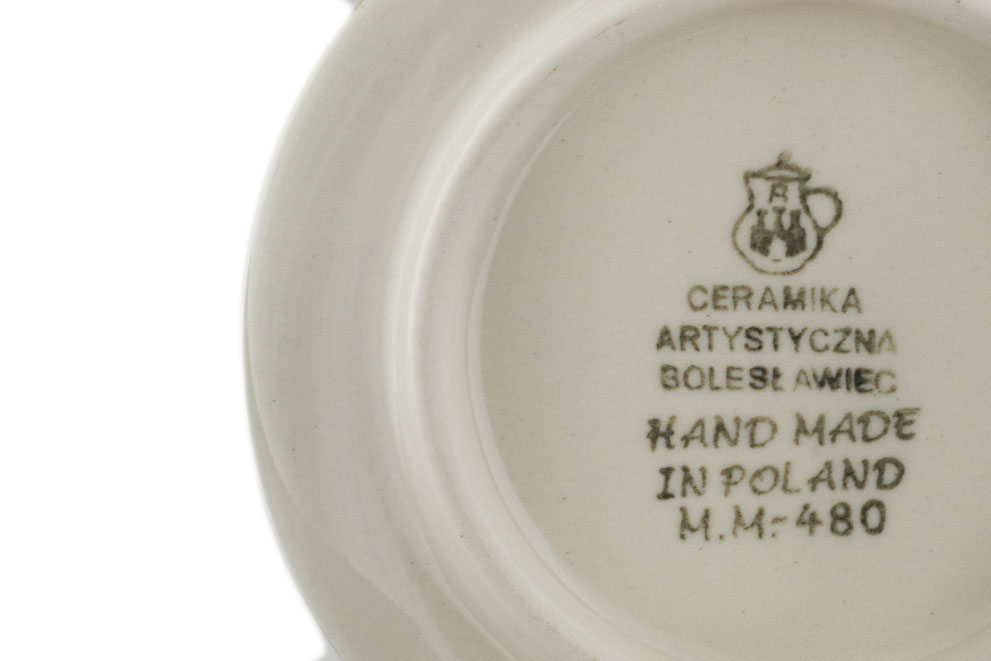 B
CERAMIKA
ARTYSTYCZNA
BOLESŁAWIEC
HAND MADE
IN POLAND
M.M.-480